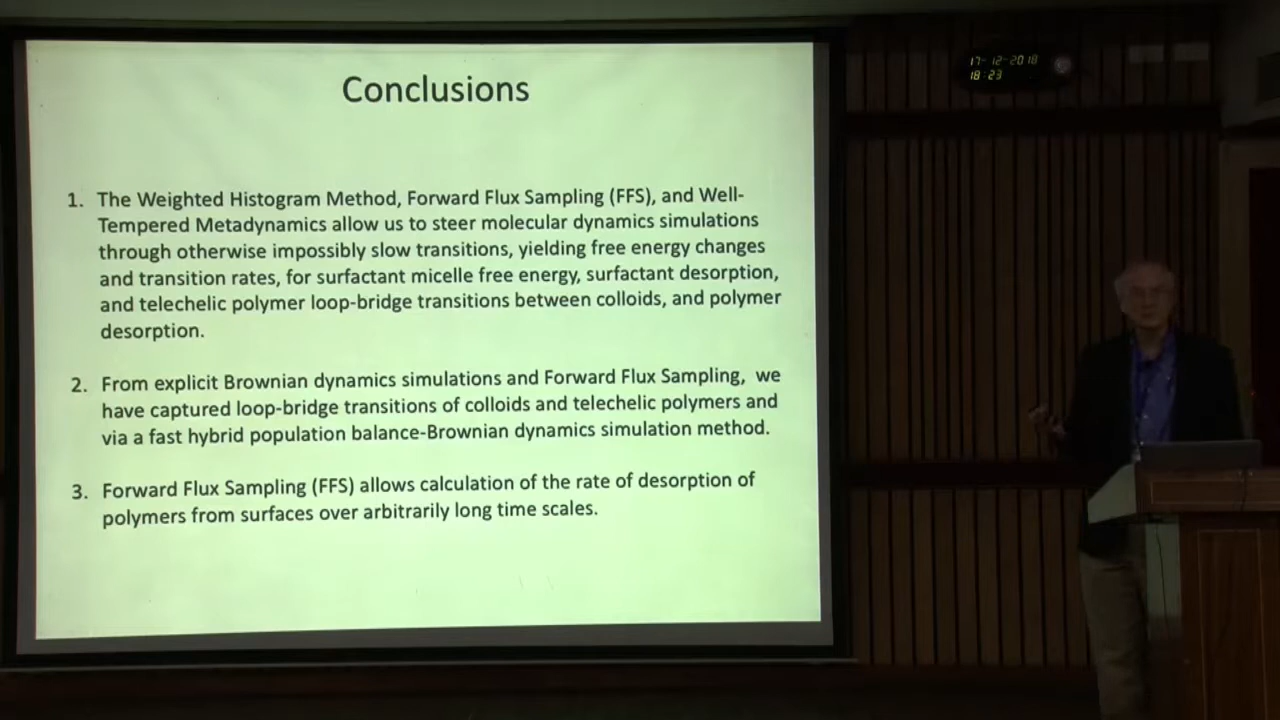 Conclusions
1. The Weighted Histogram Method, Forward Flux Sampling (FFS), and Well-
Tempered Metadynamics allow us to steer molecular dynamics simulations
through otherwise impossibly slow transitions, yielding free energy changes
and transition rates, for surfactant micelle free energy, surfactant desorption,
and telechelic polymer loop-bridge transitions between colloids, and polymer
desorption.
2. From explicit Brownian dynamics simulations and Forward Flux Sampling, we
have captured loop-bridge transitions of colloids and telechelic polymers and
via a fast hybrid population balance-Brownian dynamics simulation method.
3. Forward Flux Sampling (FFS) allows calculation of the rate of desorption of
polymers from surfaces over arbitrarily long time scales.
17-12-2018
18:23